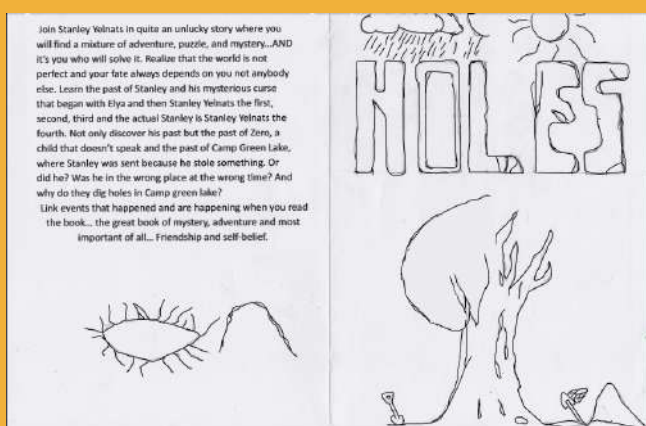 Join Stanley Yelnats in quite an unlucky story where you
will find a mixture of adventure, puzzle, and mystery...AND
it's you who will solve it. Realize that the world is not
perfect and your fate always depends on you not anybody
else. Learn the past of Stanley and his mysterious curse
that began with Elya and then Stanley Yelnats the first,
second, third and the actual Stanley is Stanley Yelnats the
fourth. Not only discover his past but the past of Zero, a
child that doesn't speak and the past of Camp Green Lake,
where Stanley was sent because he stole something. Or
did he? Was he in the wrong place at the wrong time? And
why do they dig holes in Camp green lake?
Link events that happened and are happening when you read
the book... the great book of mystery, adventure and most
important of all... Friendship and self-belief.
HOLES